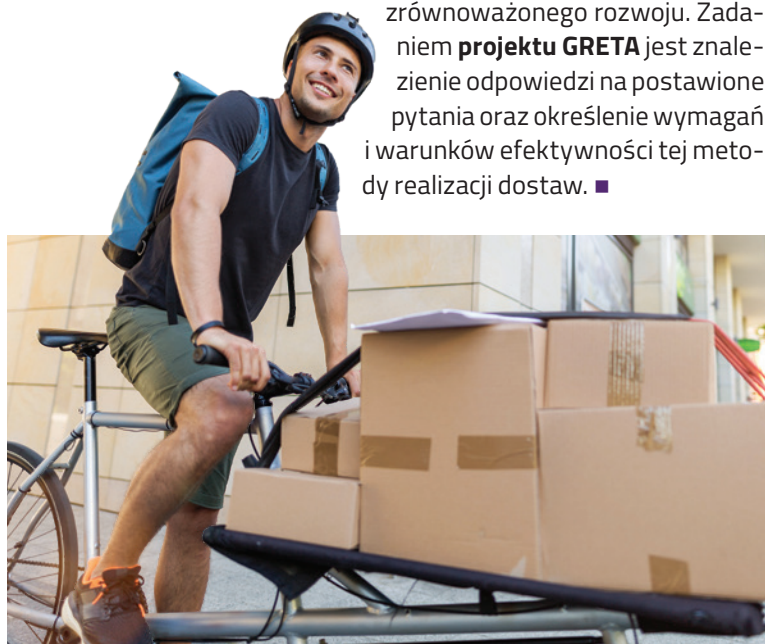 zrównoważonego rozwoju. Zada-
niem projektu GRETA jest znale-
zienie odpowiedzi na postawione
pytania oraz określenie wymagań
i warunków efektywności tej meto-
dy realizacji dostaw. ■